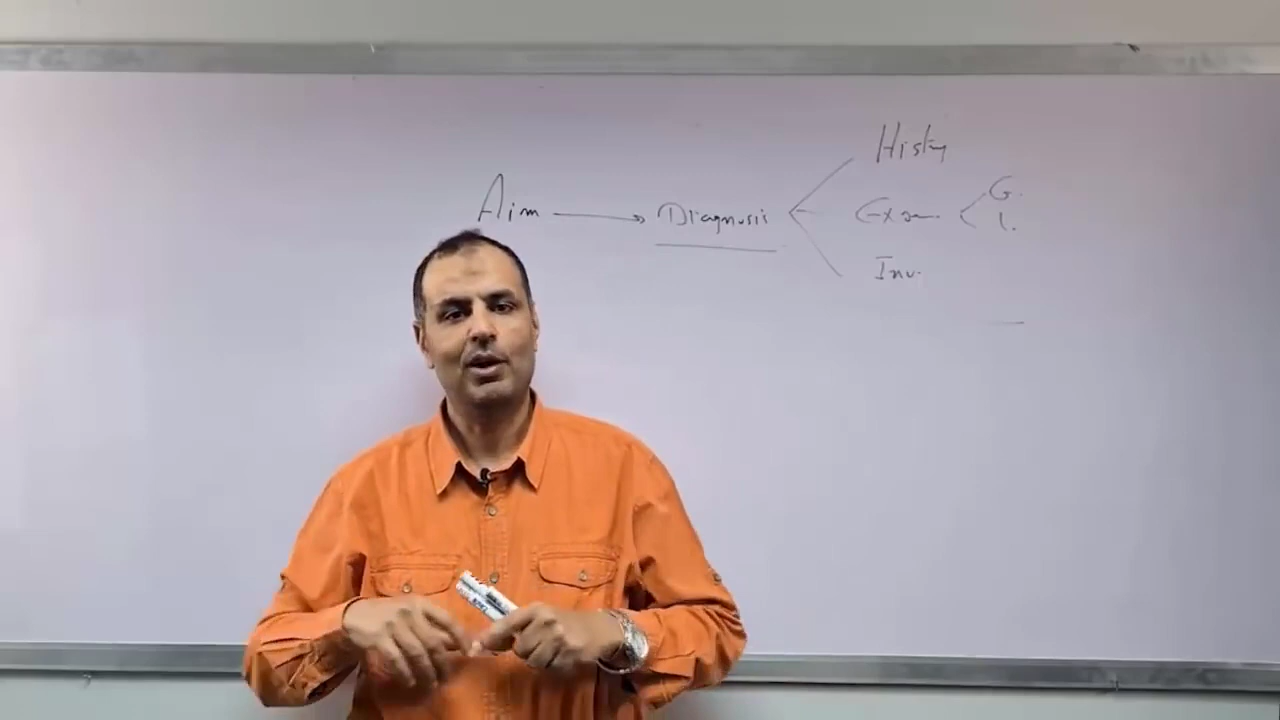 History
Aim → Diagnosis Exam. G.
L.
Inv.